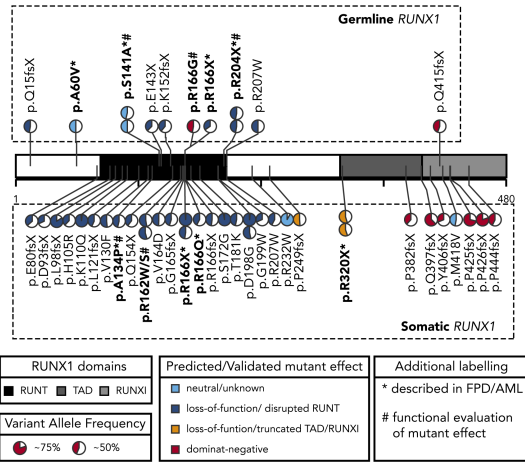 Germline RUNX1
p.Q15fsX
p.A60V*
p.S141A*#
p.E143X
p.K152fsX
p.R166G#
p.R166X*
p.R204X*#
p.R207W
p.Q415fsX
1
480
p.E80fsX
p.D93fsX
p.L98fsX
p.H105R
p.K110Q
p.L121fsX
p.V130F
p.A134P*#
p.Q154X
p.R162W/S#
p.V164D
p.G165fsX
p.R166X*
p.R166Q*
p.R166fsX
p.S172X
p.T181K
p.D198G
p.G199W
p.R207W
p.R232W
p.P249fsX
p.R320X*
p.P382fsX
p.Q397fsX
p.Y406fsX
p.M418V
p.P425fsX
p.P426fsX
p.P444fsX
Somatic RUNX1
RUNX1 domains
RUNT TAD RUNXI
Variant Allele Frequency
~75% ~50%
Predicted/Validated mutant effect
neutral/unknown
loss-of-function/ disrupted RUNT
loss-of-funtion/truncated TAD/RUNXI
dominat-negative
Additional labelling
* described in FPD/AML
# functional evaluation
of mutant effect